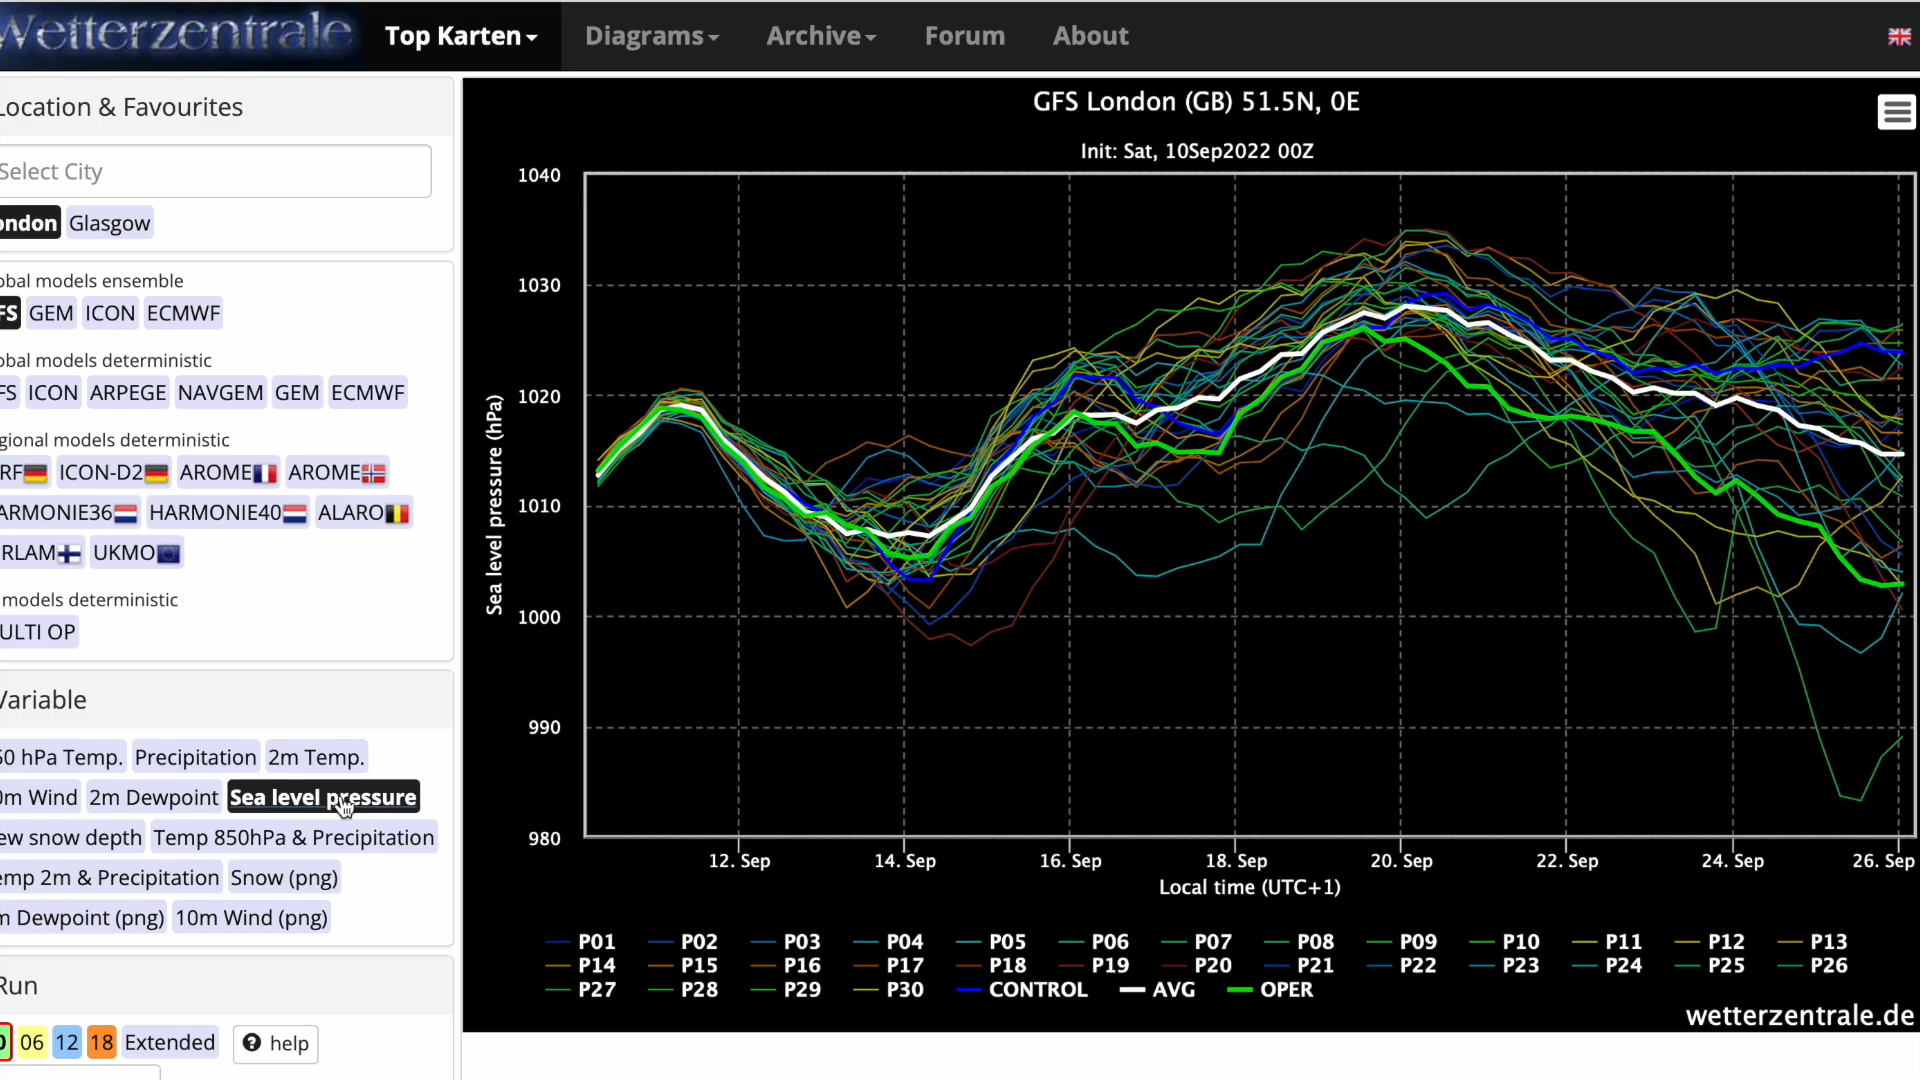 Wetterzentrale Top Karten Diagrams Archive Forum About
Location & Favourites
Select City
ondon Glasgow
obal models ensemble
FS GEM ICON ECMWF
obal models deterministic
FS ICON ARPEGE NAVGEM GEM ECMWF
gional models deterministic
RF ICON-D2 AROME AROME
ARMONIE36 HARMONIE40 ALARO
RLAM UKMO
models deterministic
ULTI OP
Variable
50 hPa Temp. Precipitation 2m Temp.
0m Wind 2m Dewpoint Sea level pressure
ew snow depth Temp 850hPa & Precipitation
emp 2m & Precipitation Snow (png)
m Dewpoint (png) 10m Wind (png)
Run
0 06 12 18 Extended ? help
GFS London (GB) 51.5N, 0E
Init: Sat, 10Sep2022 00Z
Sea level pressure (hPa)
1040
1030
1020
1010
1000
990
980
12. Sep 14. Sep 16. Sep 18. Sep 20. Sep 22. Sep 24. Sep 26. Sep
Local time (UTC+1)
P01 P02 P03 P04 P05 P06 P07 P08 P09 P10 P11 P12 P13
P14 P15 P16 P17 P18 P19 P20 P21 P22 P23 P24 P25 P26
P27 P28 P29 P30 CONTROL AVG OPER
wetterzentrale.de